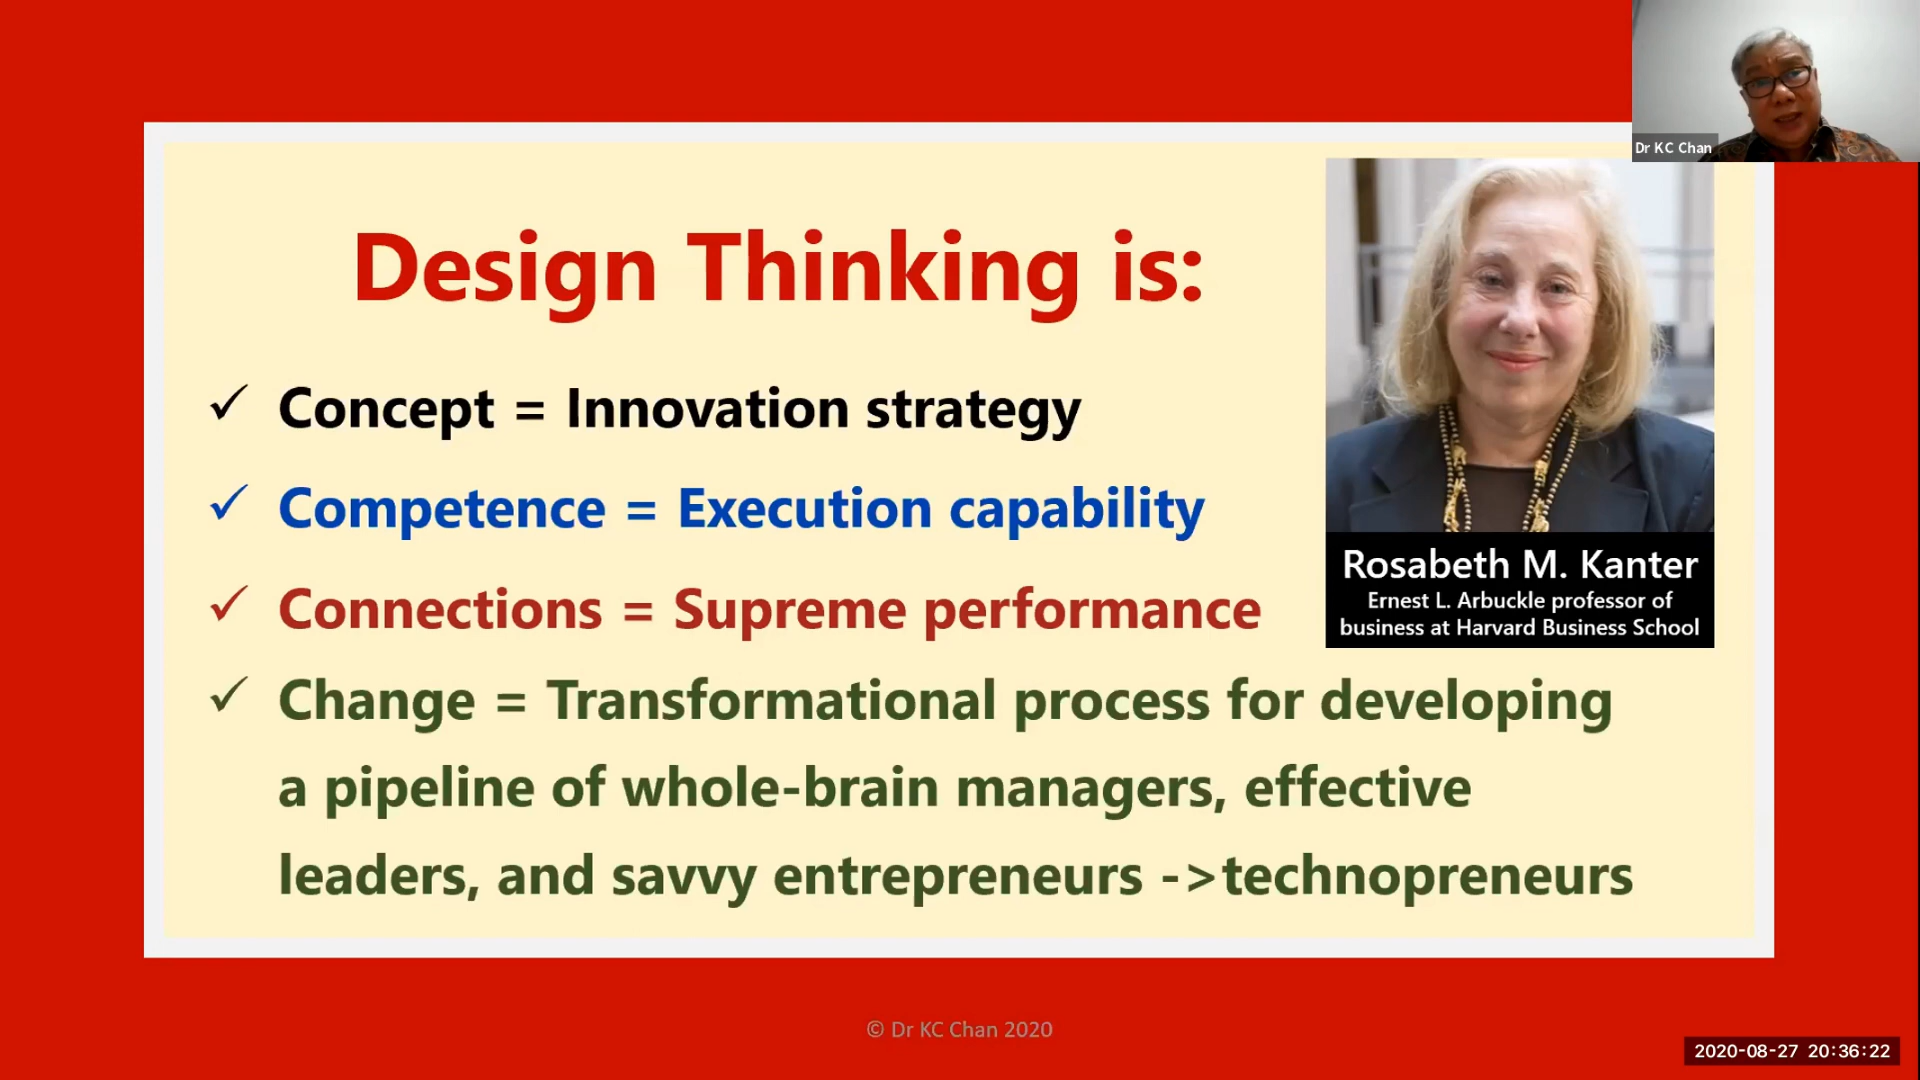 Dr KC Chan
Design Thinking is:
✓ Concept = Innovation strategy
✓ Competence = Execution capability
✓ Connections = Supreme performance
✓ Change = Transformational process for developing
a pipeline of whole-brain managers, effective
leaders, and savvy entrepreneurs ->technopreneurs
Rosabeth M. Kanter
Ernest L. Arbuckle professor of
business at Harvard Business School
© Dr KC Chan 2020
2020-08-27 20:36:22